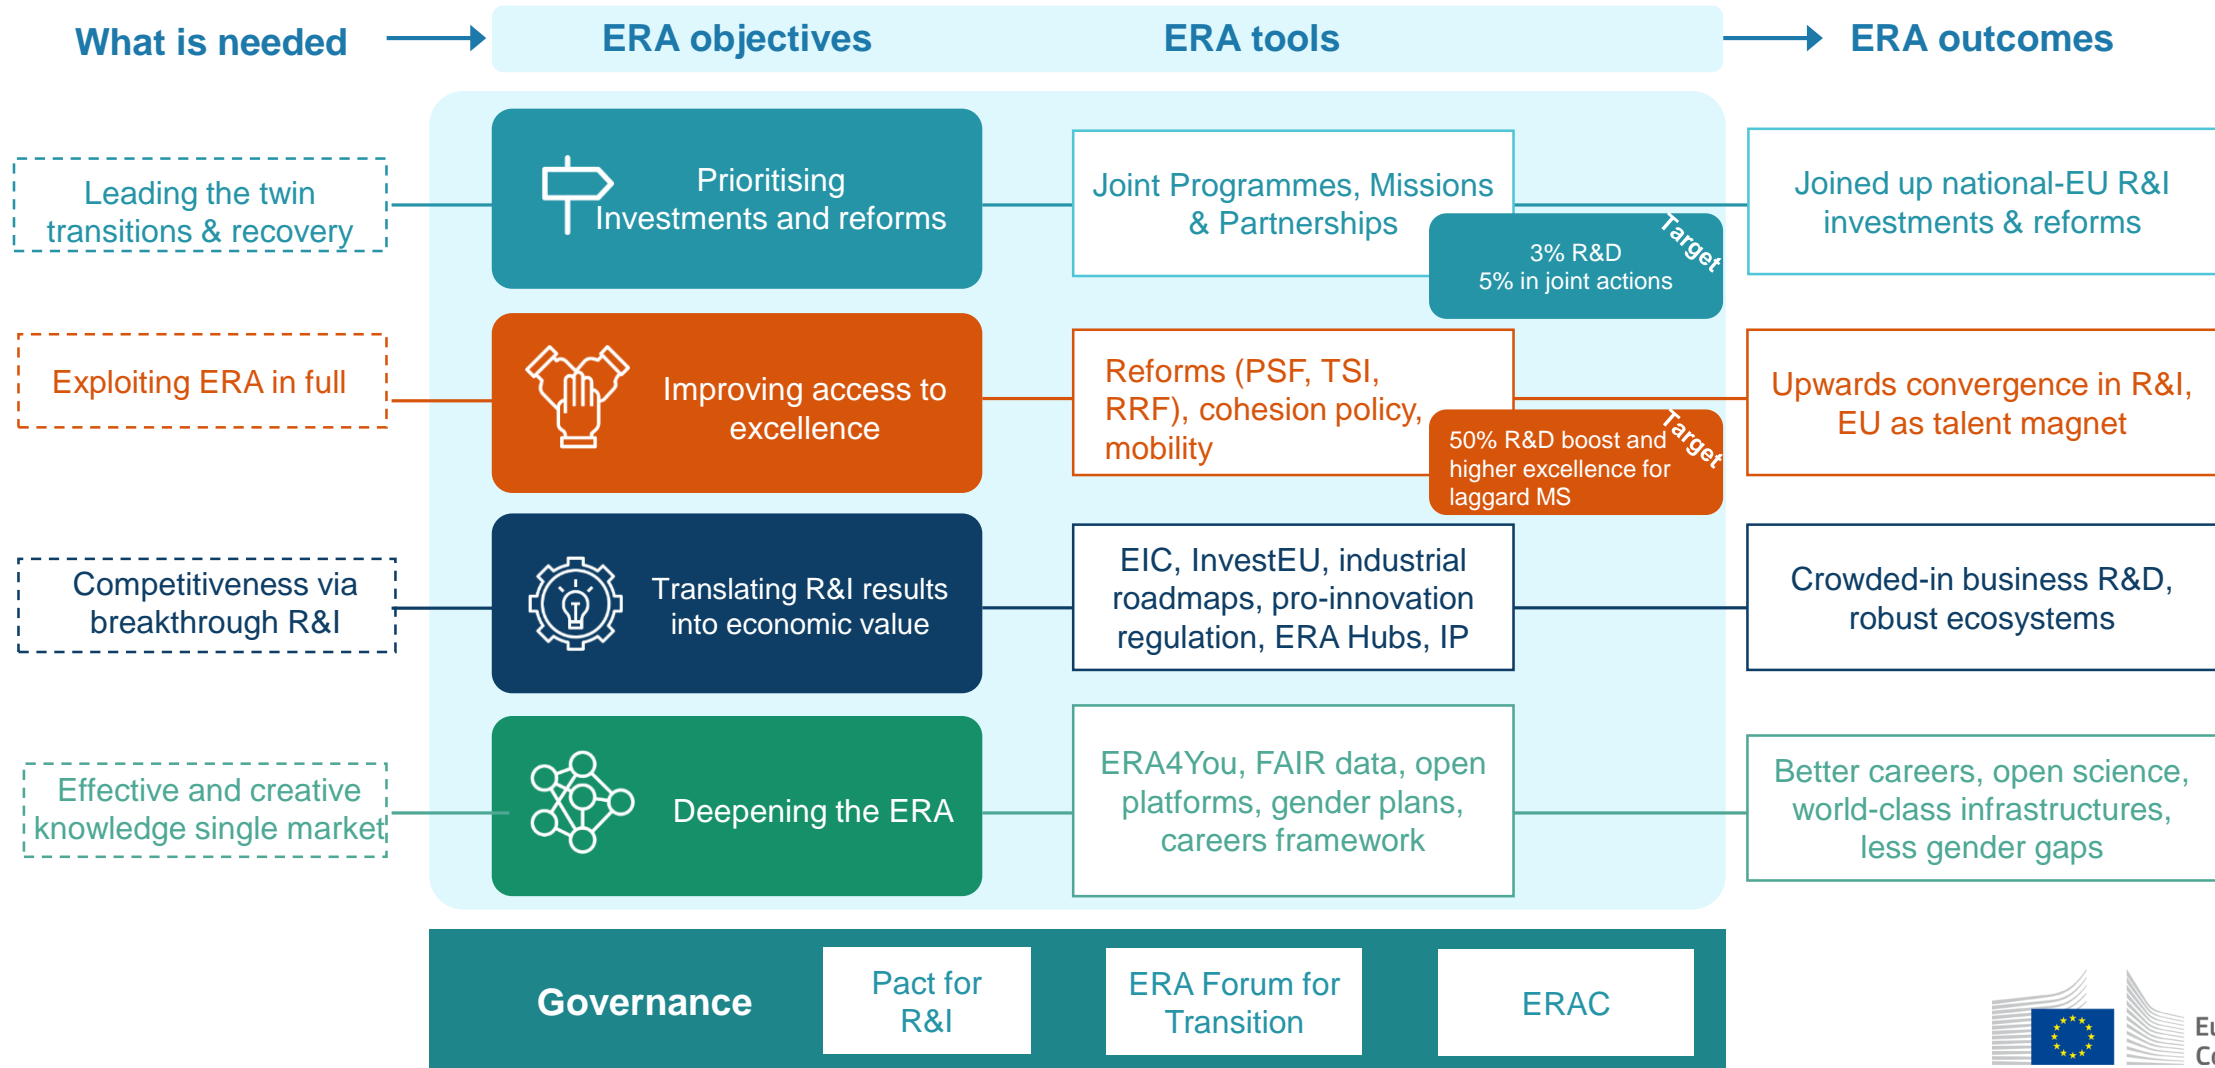 What is needed
ERA objectives
ERA tools
ERA outcomes
Leading the twin
transitions & recovery
Prioritising
Investments and reforms
Joint Programmes, Missions
& Partnerships
Target
3% R&D
5% in joint actions
Joined up national-EU R&I
investments & reforms
Exploiting ERA in full
Improving access to
excellence
Reforms (PSF, TSI,
RRF), cohesion policy,
mobility
Target
50% R&D boost and
higher excellence for
laggard MS
Upwards convergence in R&I,
EU as talent magnet
Competitiveness via
breakthrough R&I
Translating R&I results
into economic value
EIC, InvestEU, industrial
roadmaps, pro-innovation
regulation, ERA Hubs, IP
Crowded-in business R&D,
robust ecosystems
Effective and creative
knowledge single market
Deepening the ERA
ERA4You, FAIR data, open
platforms, gender plans,
careers framework
Better careers, open science,
world-class infrastructures,
less gender gaps
Governance
Pact for
R&I
ERA Forum for
Transition
ERAC